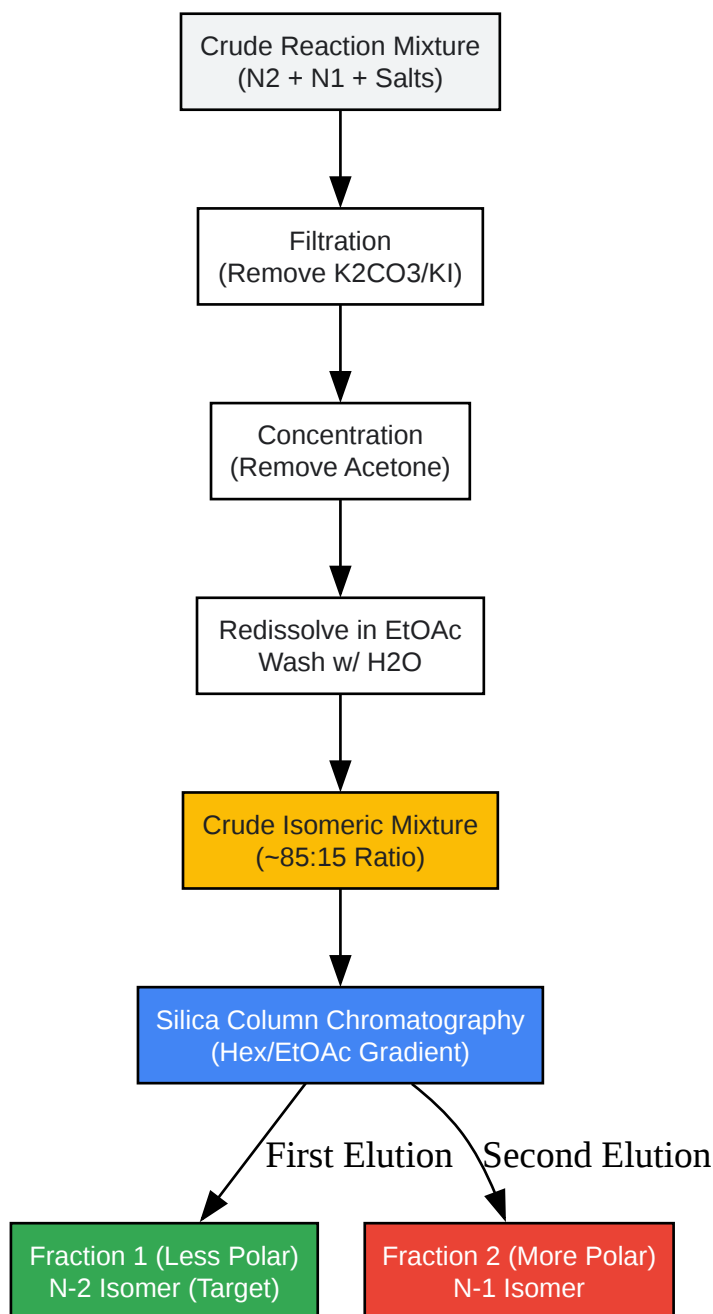 Crude Reaction Mixture
(N2 + N1 + Salts)
Filtration
(Remove K2CO3/KI)
Concentration
(Remove Acetone)
Redissolve in EtOAc
Wash w/ H2O
Crude Isomeric Mixture
(~85:15 Ratio)
Silica Column Chromatography
(Hex/EtOAc Gradient)
First Elution
Second Elution
Fraction 1 (Less Polar)
N-2 Isomer (Target)
Fraction 2 (More Polar)
N-1 Isomer